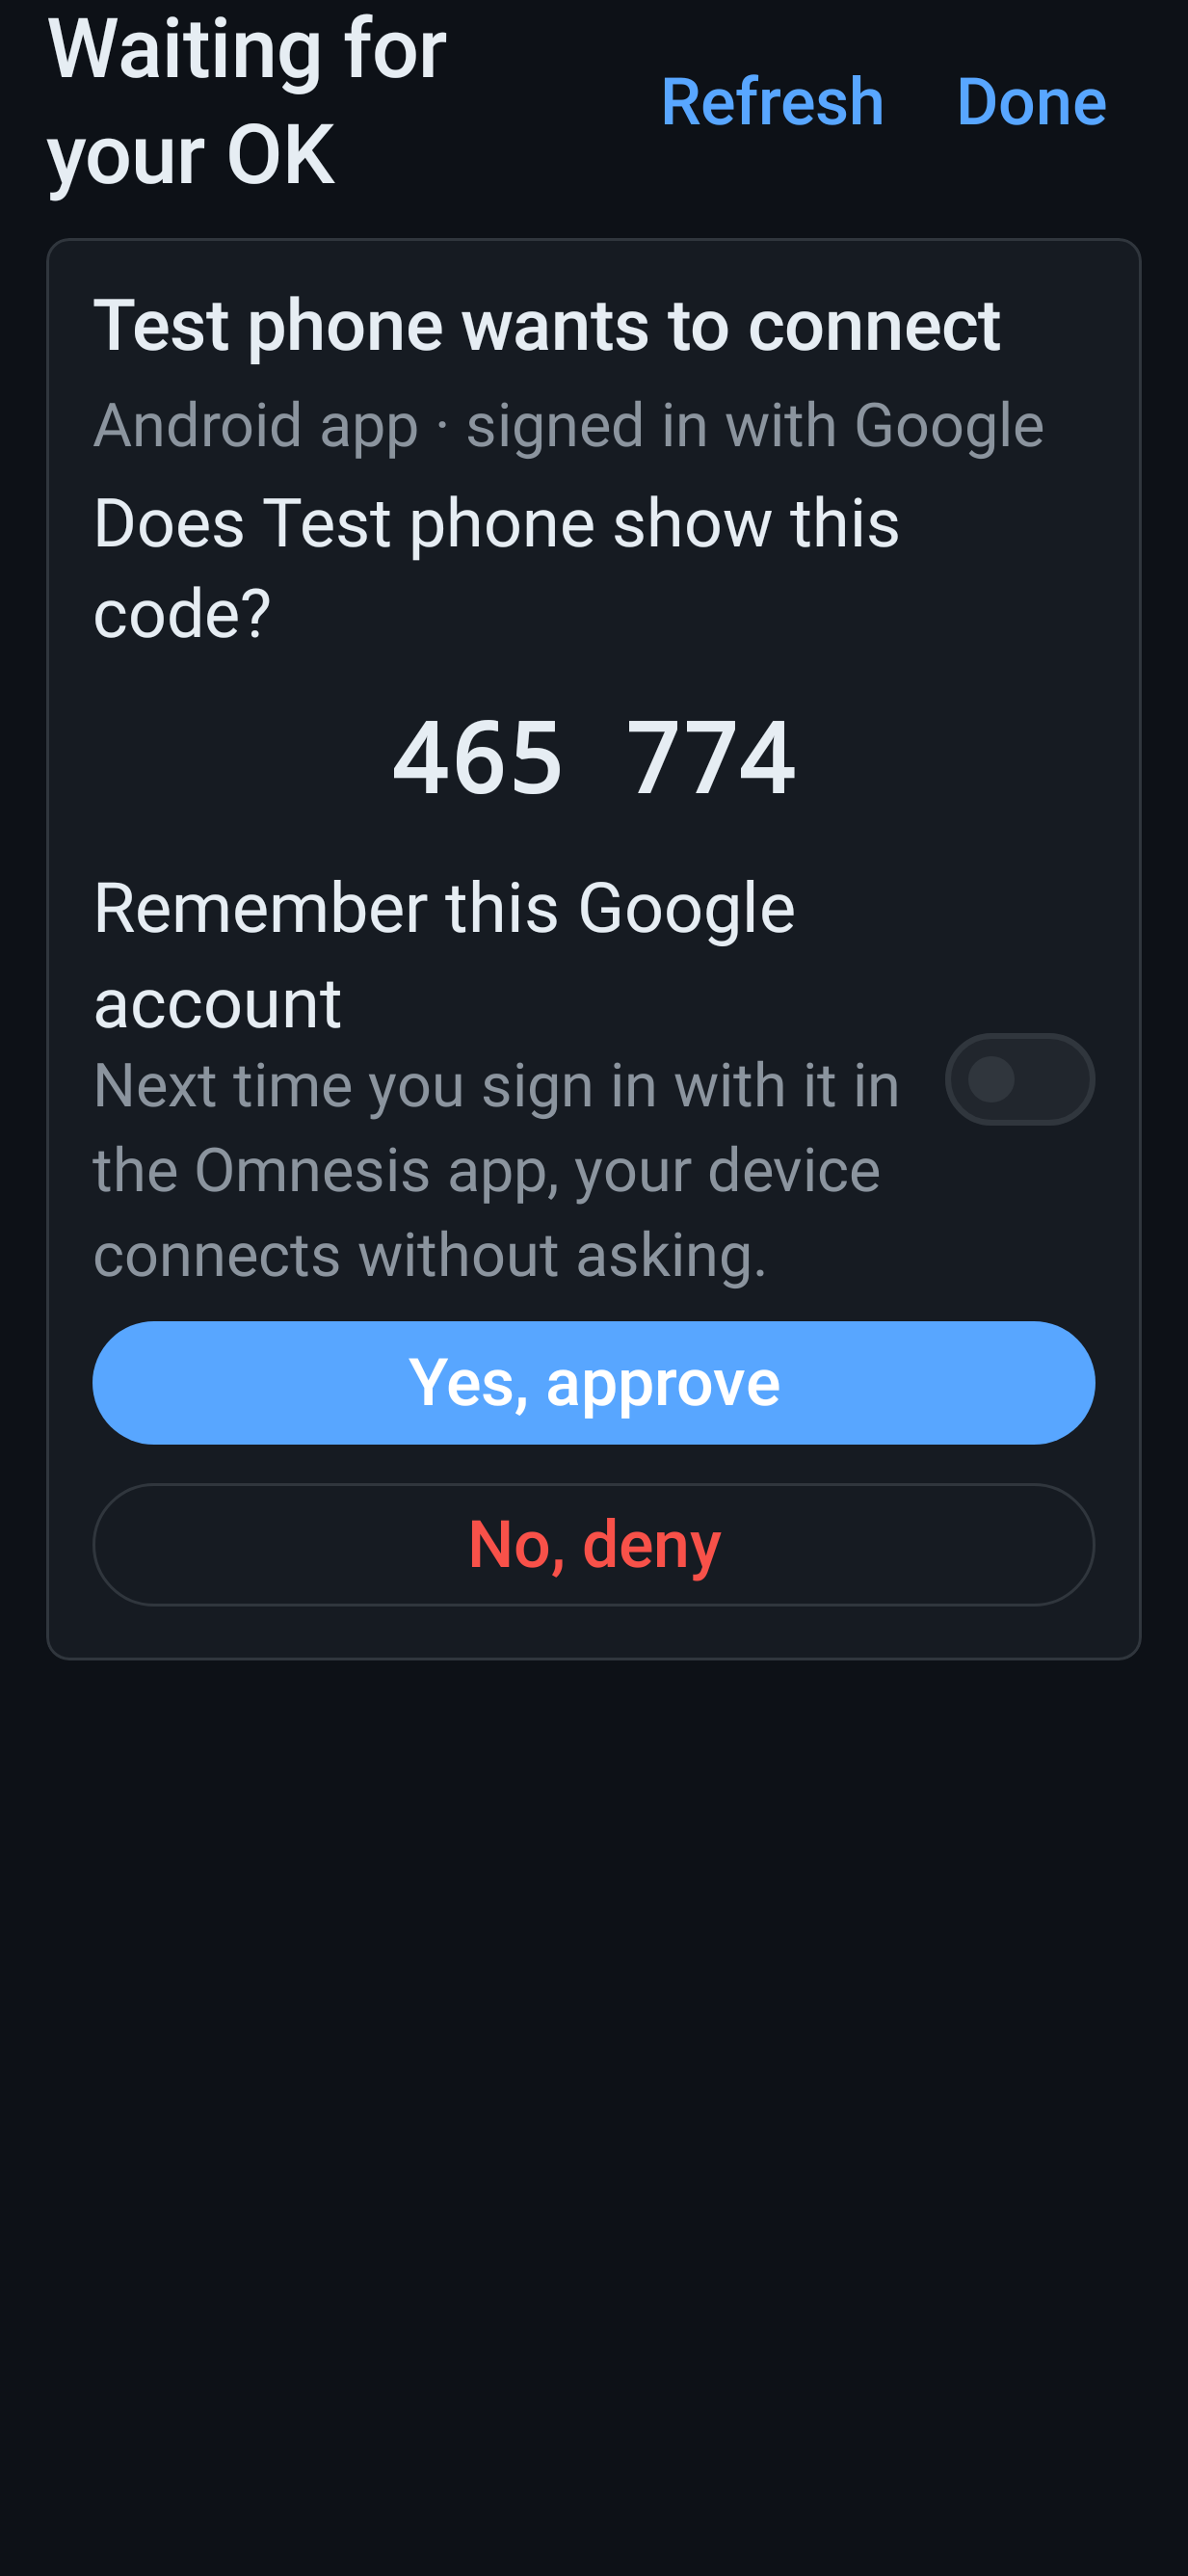 Waiting for
your OK
Refresh
Done
Test phone wants to connect
Android app · signed in with Google
Does Test phone show this
code?
465 774
Remember this Google
account
Next time you sign in with it in
the Omnesis app, your device
connects without asking.
Yes, approve
No, deny